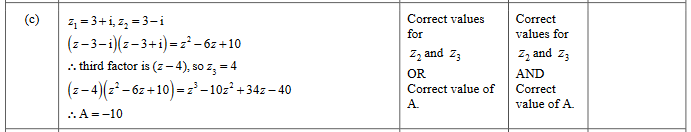 (c)
z₁ = 3 + i, z₂ = 3 − i
(z − 3 − i)(z − 3 + i) = z² − 6z + 10
∴ third factor is (z − 4), so z₃ = 4
(z − 4)(z² − 6z + 10) = z³ − 10z² + 34z − 40
∴ A = −10
Correct values
for
z₂ and z₃
OR
Correct value of
A.
Correct
values for
z₂ and z₃
AND
Correct
value of A.